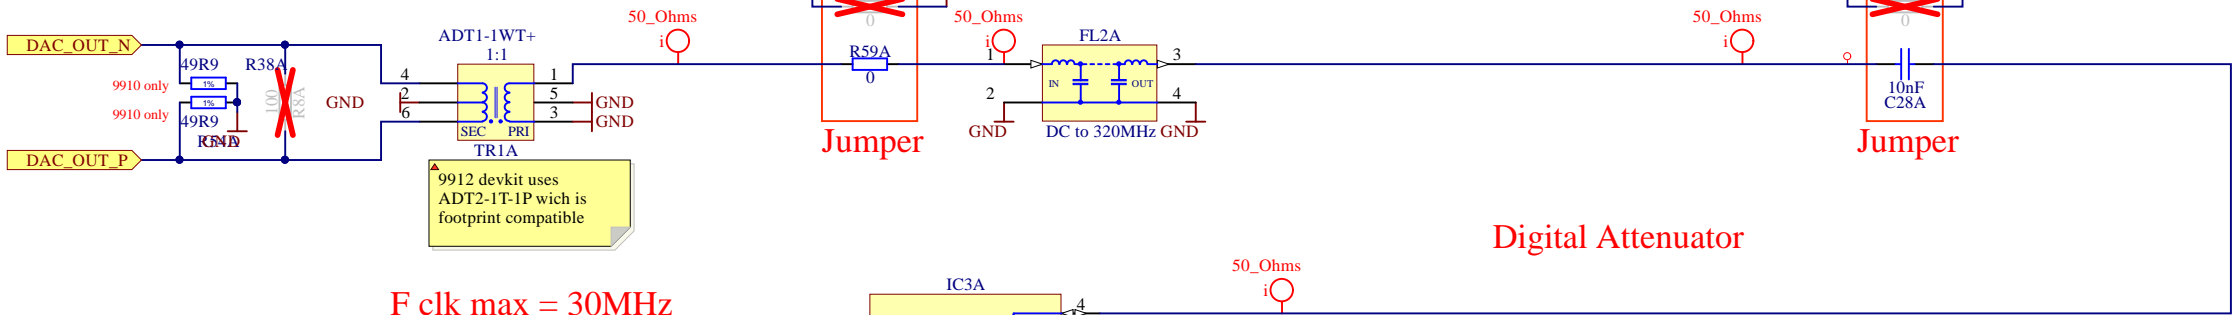 50_Ohms
i
0
50_Ohms
i
50_Ohms
i
0
DAC_OUT_N
49R9
R38A
9910 only
1%
1%
9910 only
49R9
R54A
GND
100
R8A
DAC_OUT_P
ADT1-1WT+
1:1
4
2
6
GND
SEC PRI
1
5
3
GND
GND
TR1A
9912 devkit uses
ADT2-1T-1P wich is
footprint compatible
R59A
0
Jumper
FL2A
1
3
IN
OUT
2
4
GND
GND
DC to 320MHz
10nF
C28A
Jumper
Digital Attenuator
F clk max = 30MHz
IC3A
4
50_Ohms
i